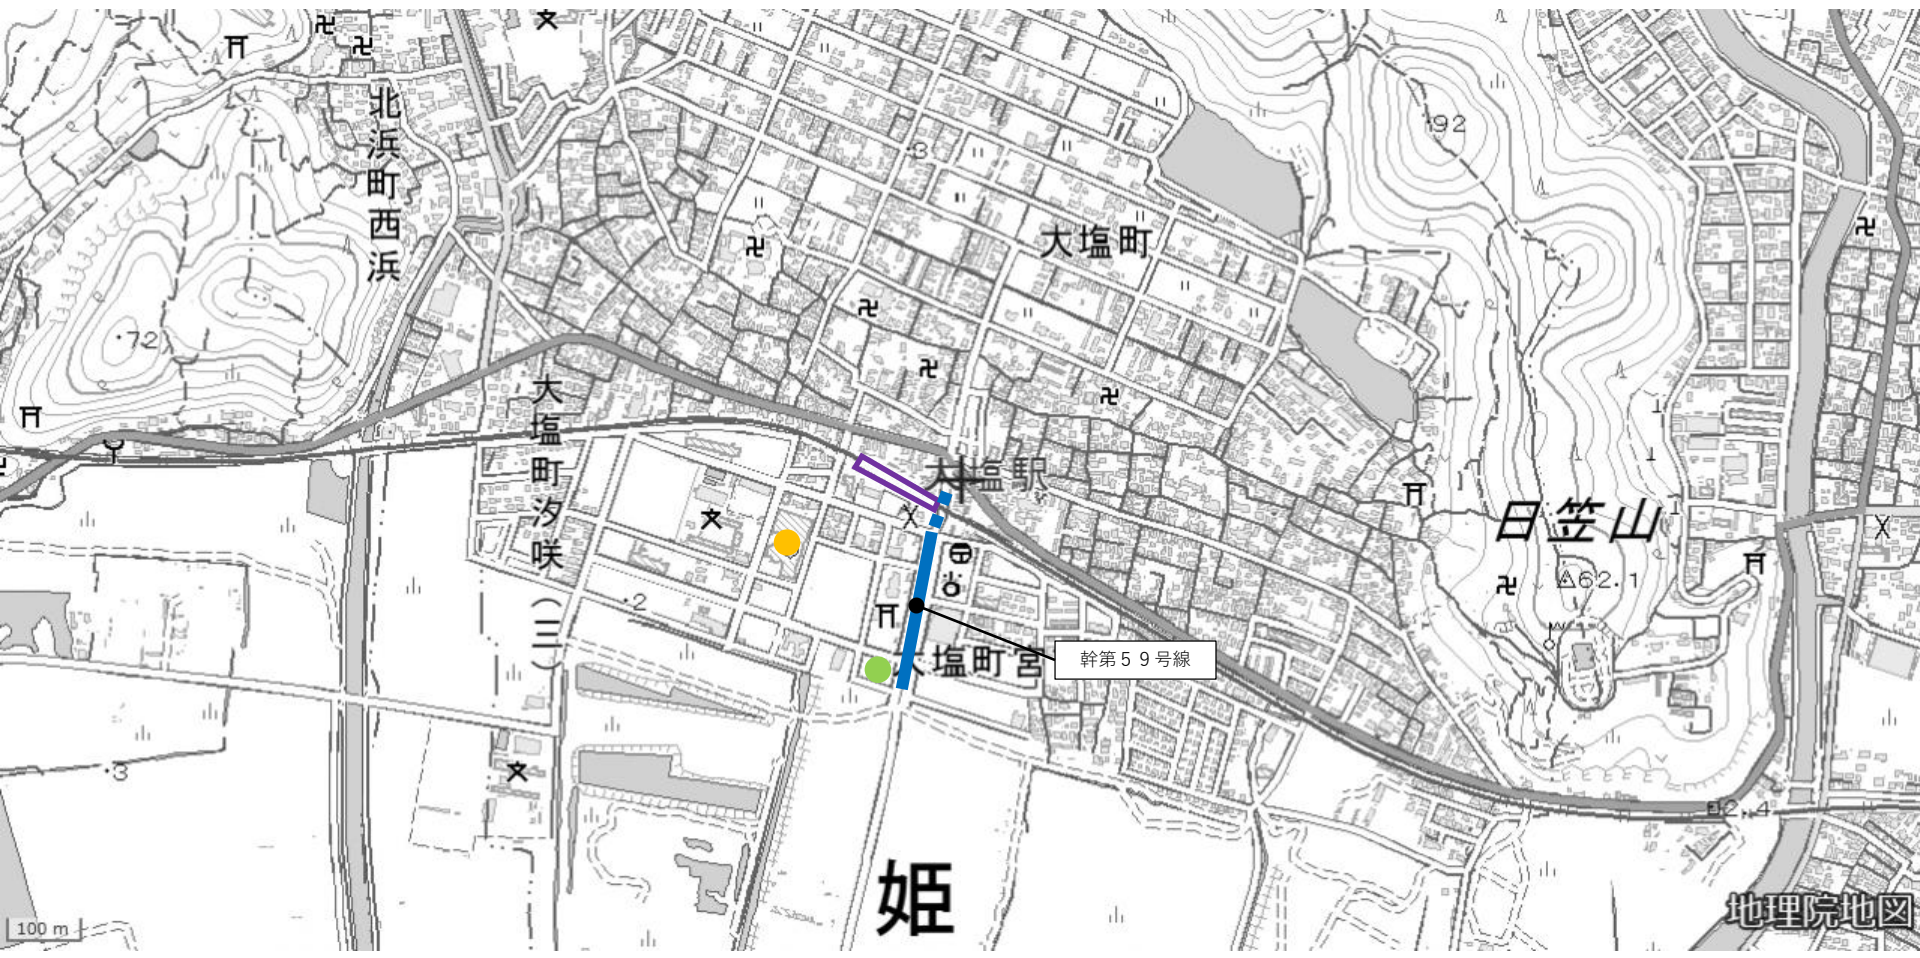 北浜町西浜
92
3
大塩町
72
大塩町汐咲(三)
大塩駅
日笠山
62.1
2
幹第59号線
大塩町宮
3
2.4
姫
100 m
地理院地図